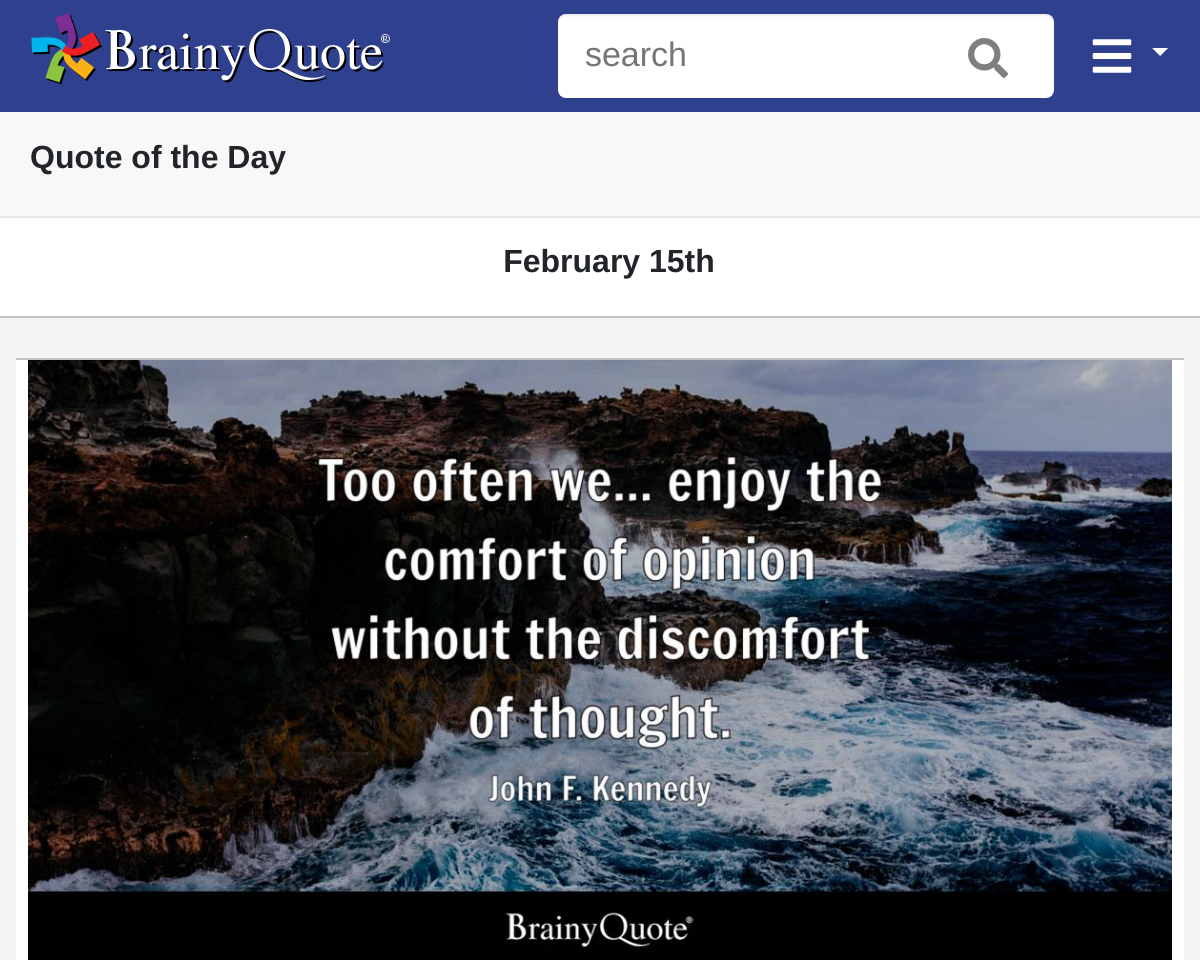 BrainyQuote®
search
Quote of the Day
February 15th
Too often we... enjoy the
comfort of opinion
without the discomfort
of thought.
John F. Kennedy
BrainyQuote®